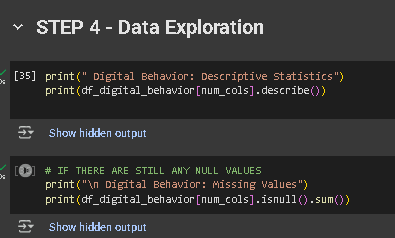 STEP 4 - Data Exploration
[35] print(" Digital Behavior: Descriptive Statistics")
print(df_digital_behavior[num_cols].describe())
Show hidden output
# IF THERE ARE STILL ANY NULL VALUES
print("\n Digital Behavior: Missing Values")
print(df_digital_behavior[num_cols].isnull().sum())
Show hidden output